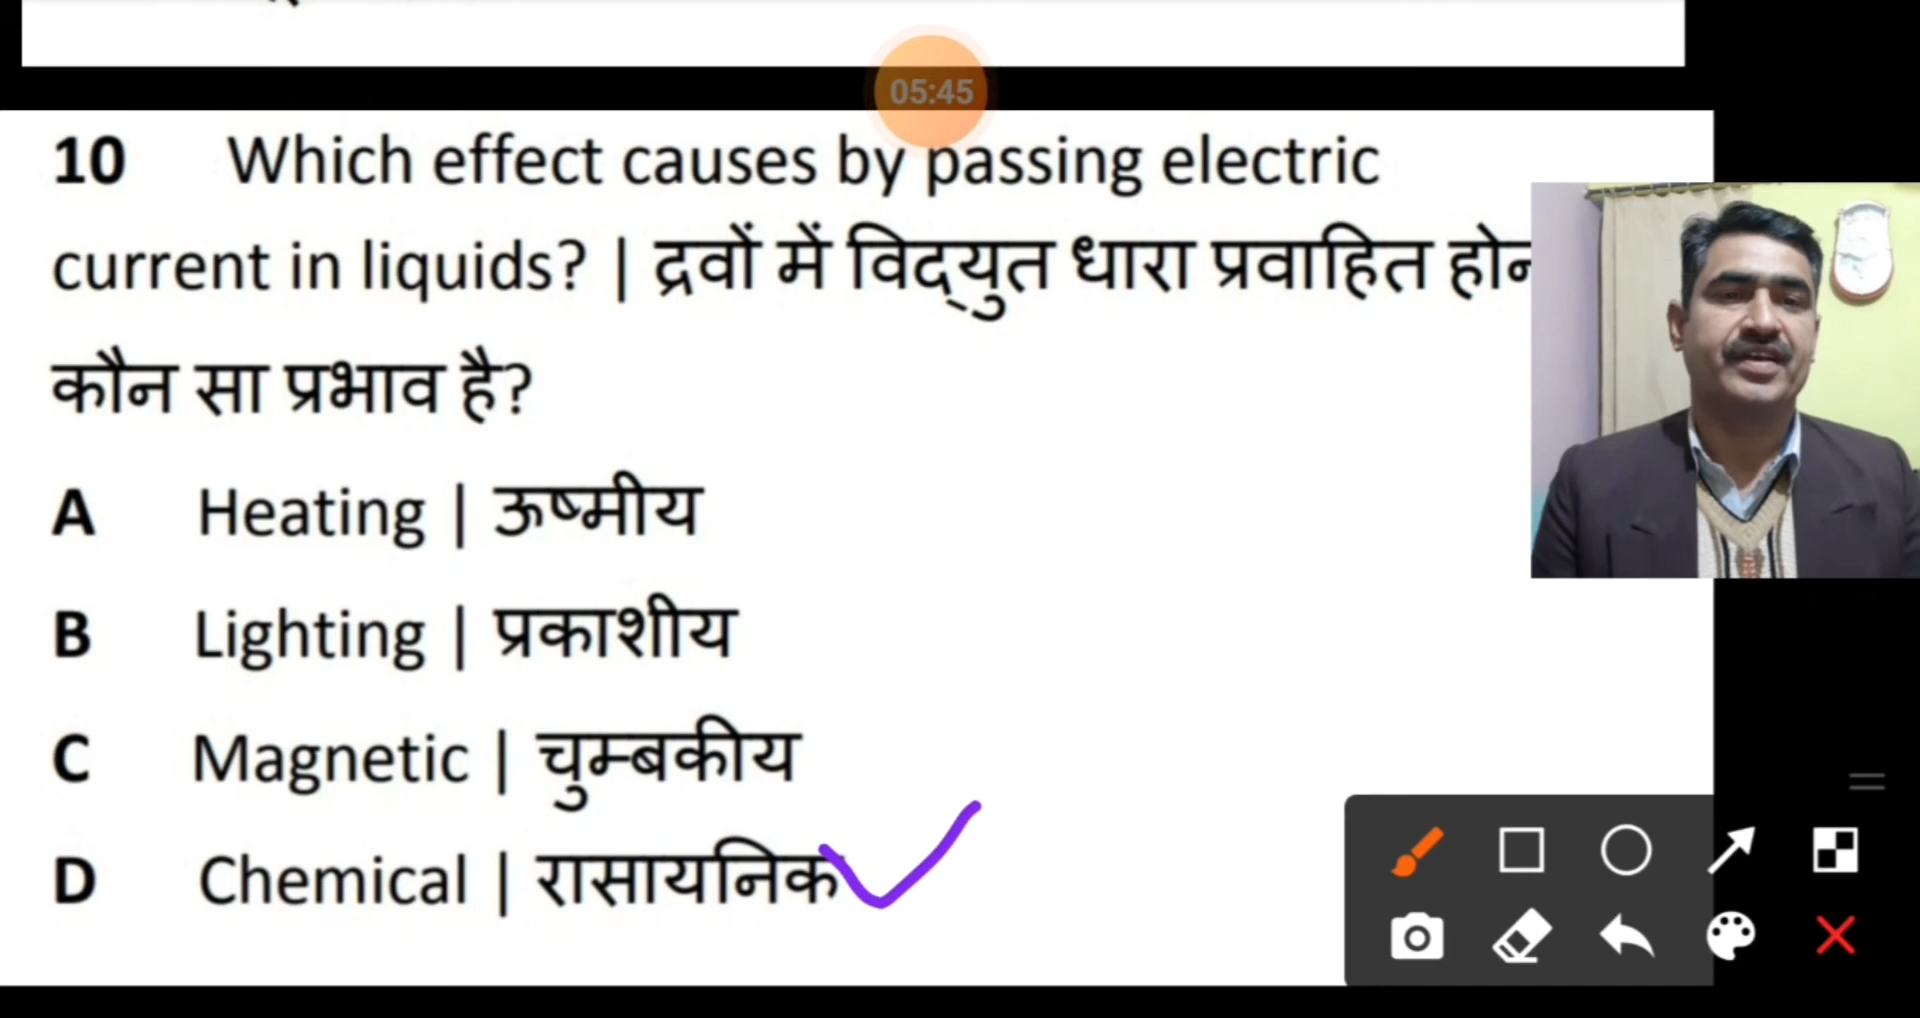 05:45
10 Which effect causes by passing electric
current in liquids? | द्रवों में विद्युत धारा प्रवाहित
कौन सा प्रभाव है?
A Heating | ऊष्मीय
B Lighting | प्रकाशीय
C Magnetic | चुम्बकीय
D Chemical | रासायनिक